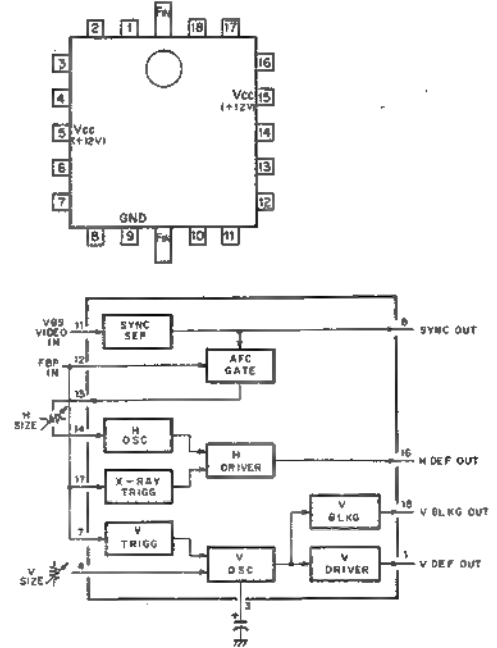 FIN
2 1 18 17
3 16
4 VCC 15
(+12V)
5 VCC 14
(+12V)
6 13
7 12
GND
8 9 FIN 10 11
VBS
VIDEO
IN
11
SYNC
SEP
SYNC OUT
FBP
IN
12
AFC
GATE
13
H
SIZE
14
H
OSC
H
DRIVER
16
H DEF OUT
17
X-RAY
TRIGG
V
BLKG
18
V BLKG OUT
7
V
TRIGG
V
SIZE
V
OSC
V
DRIVER
1
V DEF OUT
3
+